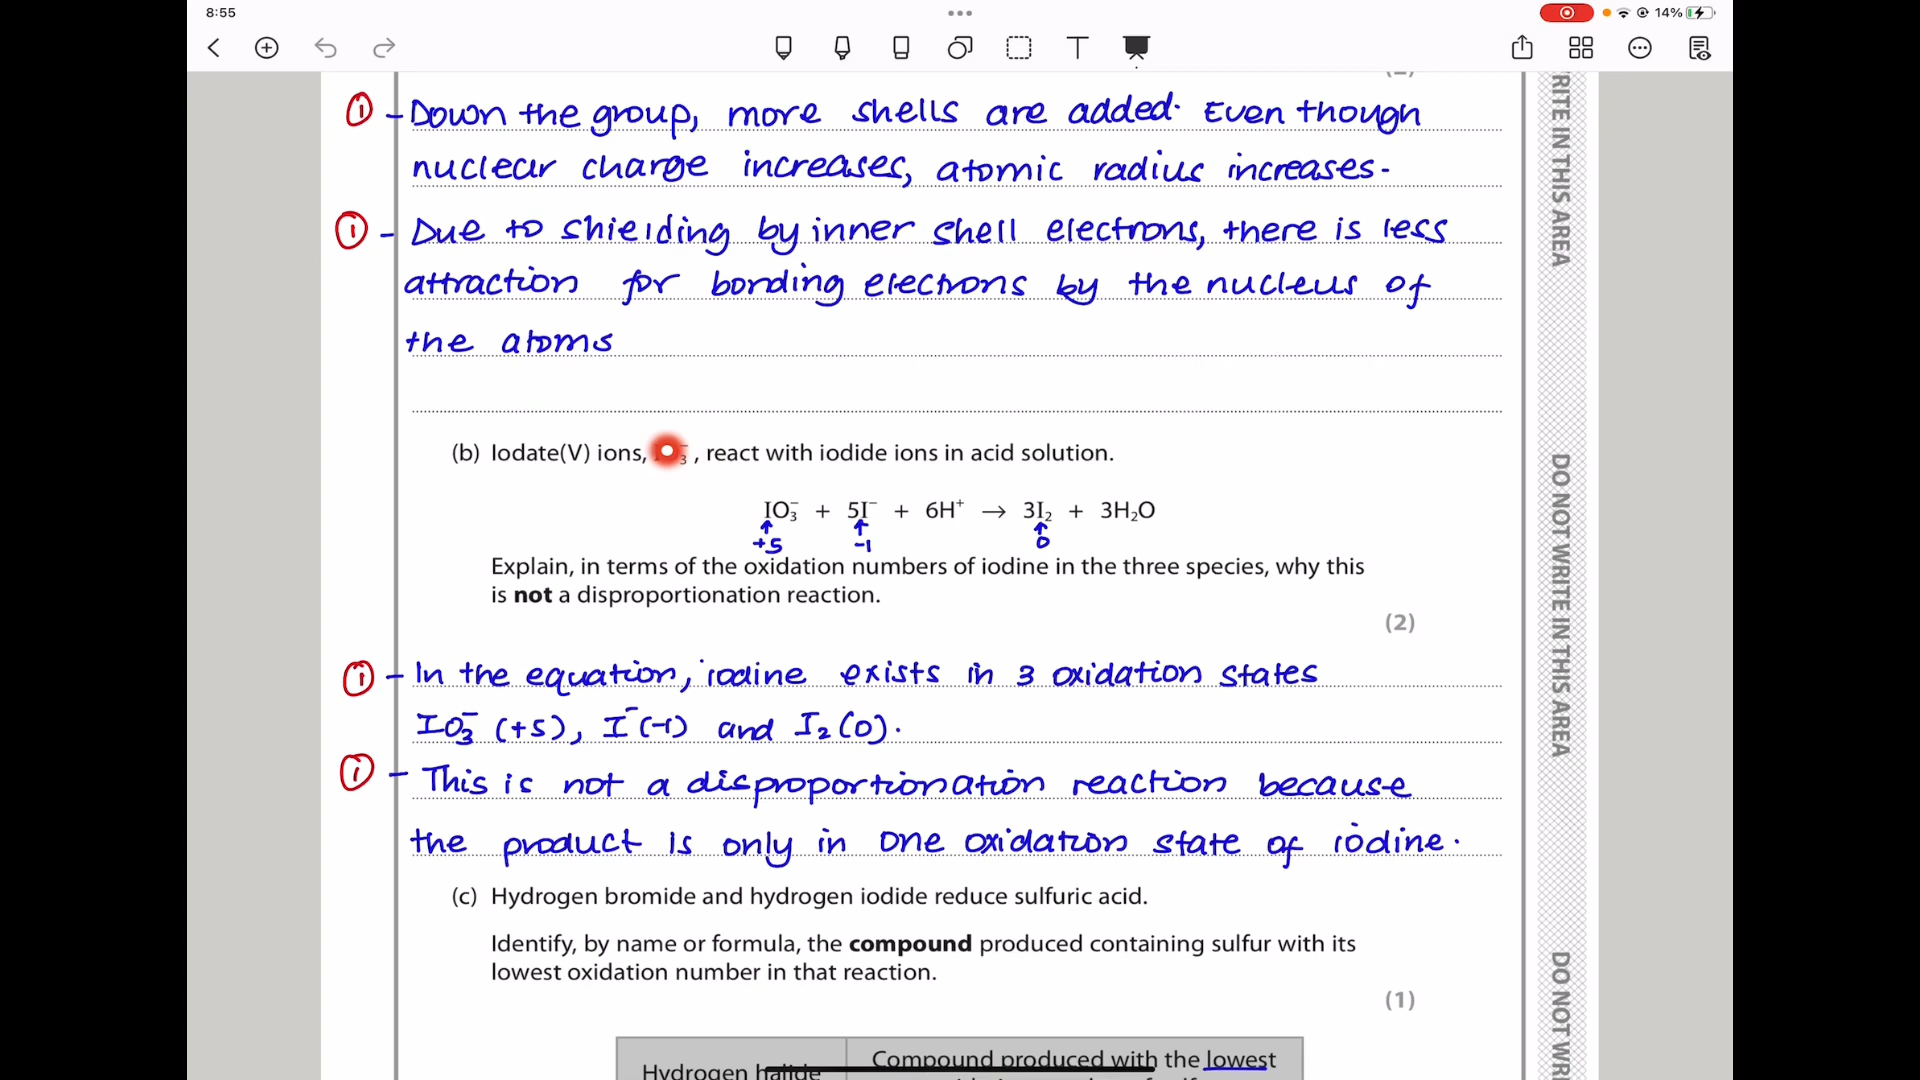 8:55
14%
(2)
① - Down the group, more shells are added. Even though
nuclear charge increases, atomic radius increases.
① - Due to shielding by inner shell electrons, there is less
attraction for bonding electrons by the nucleus of
the atoms
(b) Iodate(V) ions, 3, react with iodide ions in acid solution.
IO₃⁻ + 5I⁻ + 6H⁺ → 3I₂ + 3H₂O
+5 -1 0
Explain, in terms of the oxidation numbers of iodine in the three species, why this
is not a disproportionation reaction.
(2)
① - In the equation, iodine exists in 3 oxidation states
IO₃⁻ (+5), I⁻(-1) and I₂(0).
① - This is not a disproportionation reaction because
the product is only in one oxidation state of iodine.
(c) Hydrogen bromide and hydrogen iodide reduce sulfuric acid.
Identify, by name or formula, the compound produced containing sulfur with its
lowest oxidation number in that reaction.
(1)
Hydrogen halide
Compound produced with the lowest
RITE IN THIS AREA
DO NOT WRITE IN THIS AREA
DO NOT WRI